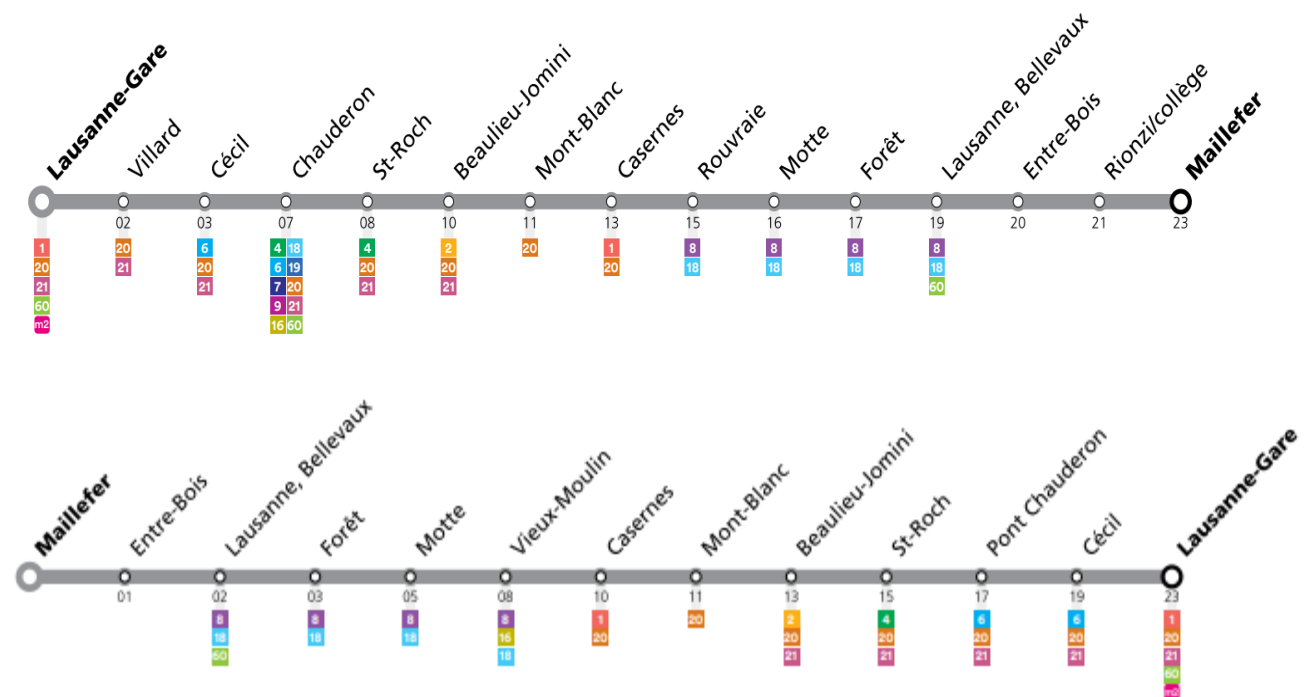 Lausanne-Gare
Villard
Cécil
Chauderon
St-Roch
Beaulieu-Jomini
Mont-Blanc
Casernes
Rouvraie
Motte
Forêt
Lausanne, Bellevaux
Entre-Bois
Rionzi/collège
Maillefer
02 03 07 08 10 11 13 15 16 17 19 20 21 23
1 20 6 4 18 4 2 20 1 8 8 8 8
20 21 20 6 19 20 20 20 18 18 18 18
21 21 7 20 21 21 60
60 9 21
m2 16 60
Maillefer
Entre-Bois
Lausanne, Bellevaux
Forêt
Motte
Vieux-Moulin
Casernes
Mont-Blanc
Beaulieu-Jomini
St-Roch
Pont Chauderon
Cécil
Lausanne-Gare
01 02 03 05 08 10 11 13 15 17 19 23
8 8 8 8 1 20 2 4 6 6 1
18 18 18 16 20 20 20 20 20 20
60 18 21 21 21 21 21
60
m2